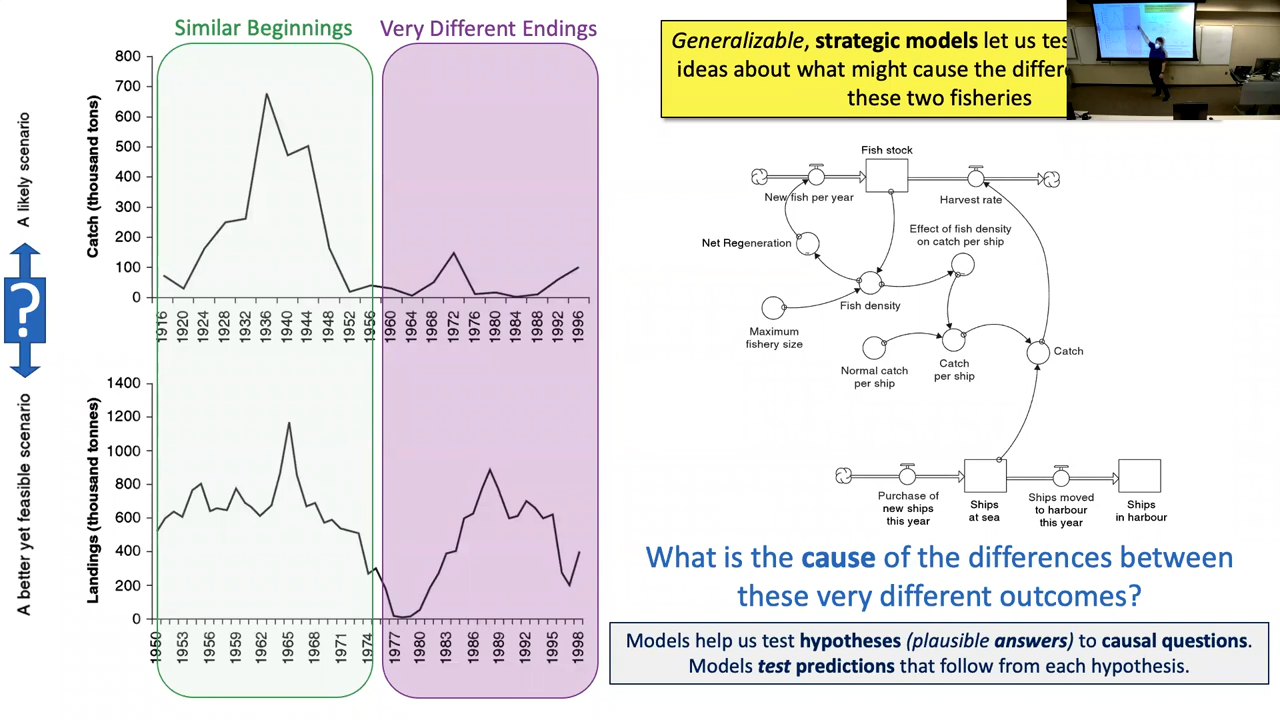 Similar Beginnings
Very Different Endings
A likely scenario
?
A better yet feasible scenario
Catch (thousand tons)
800
700
600
500
400
300
200
100
0
1916
1920
1924
1928
1932
1936
1940
1944
1948
1952
1956
1960
1964
1968
1972
1976
1980
1984
1988
1992
1996
Landings (thousand tonnes)
1400
1200
1000
800
600
400
200
0
1950
1953
1956
1959
1962
1965
1968
1971
1974
1977
1980
1983
1986
1989
1992
1995
1998
Generalizable, strategic models let us
ideas about what might cause the
these two fisheries
Fish stock
New fish per year
Harvest rate
Net Regeneration
Effect of fish density
on catch per ship
Fish density
Maximum
fishery size
Normal catch
per ship
Catch
per ship
Catch
Purchase of
new ships
this year
Ships
at sea
Ships moved
to harbour
this year
Ships
in harbour
What is the cause of the differences between
these very different outcomes?
Models help us test hypotheses (plausible answers) to causal questions.
Models test predictions that follow from each hypothesis.